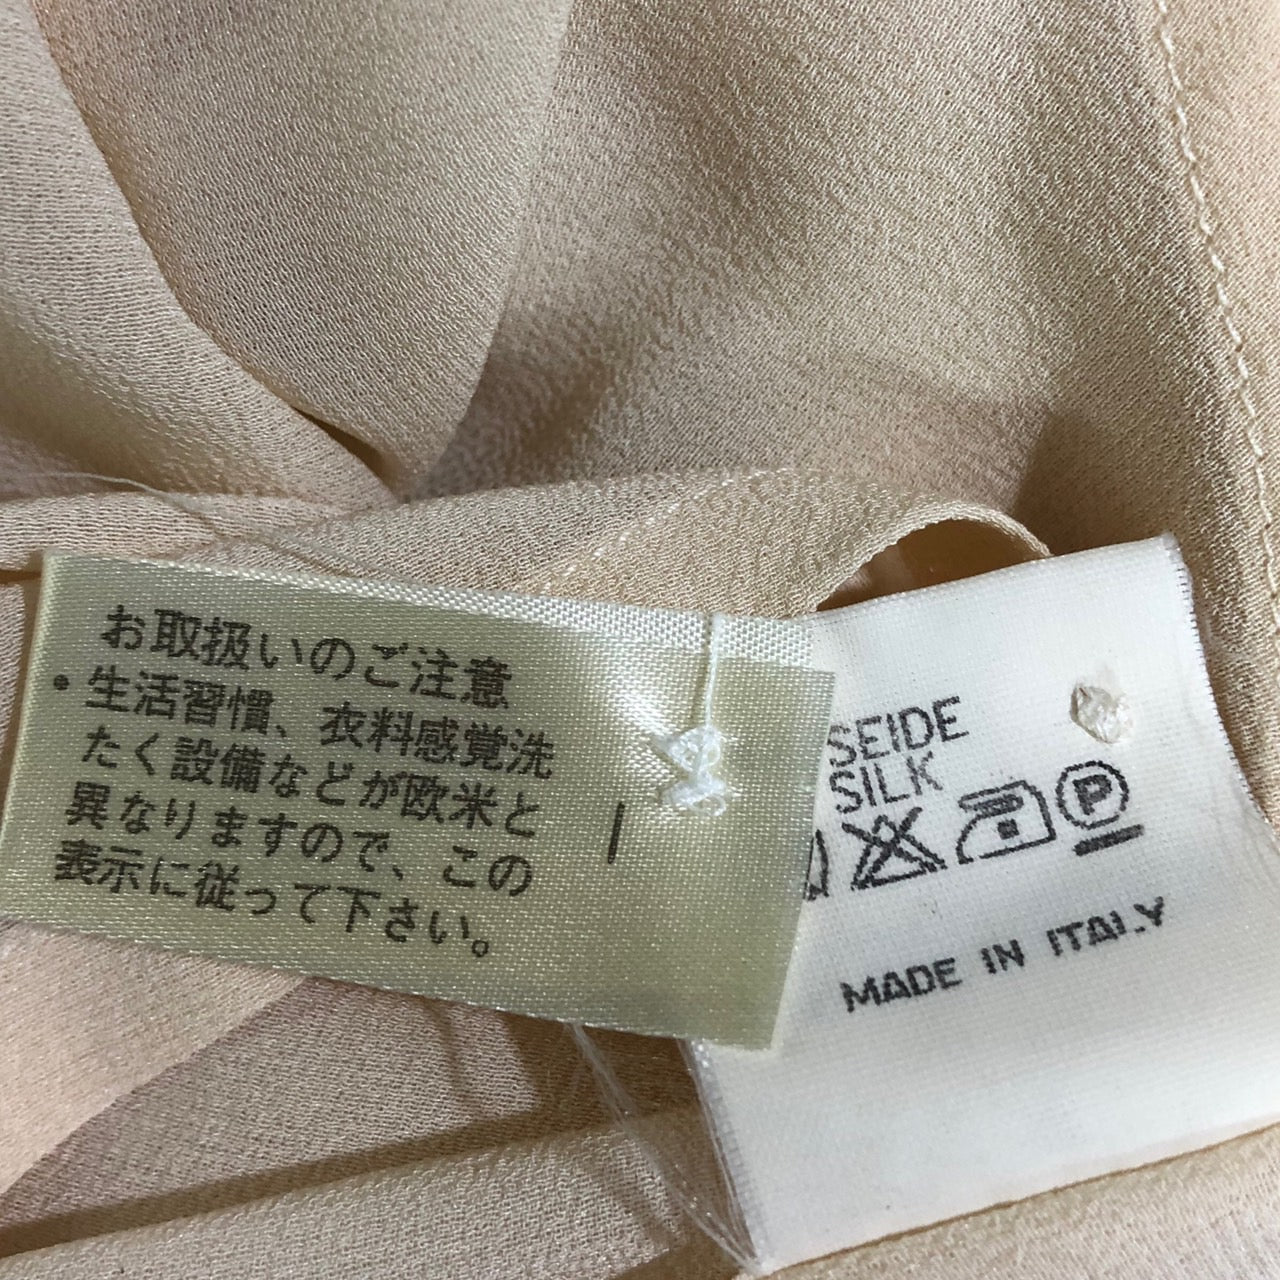 お取扱いのご注意
・生活習慣、衣料感覚洗
たく設備などが欧米と
異なりますので、この
表示に従って下さい。
SEIDE
SILK
P
MADE IN ITALY